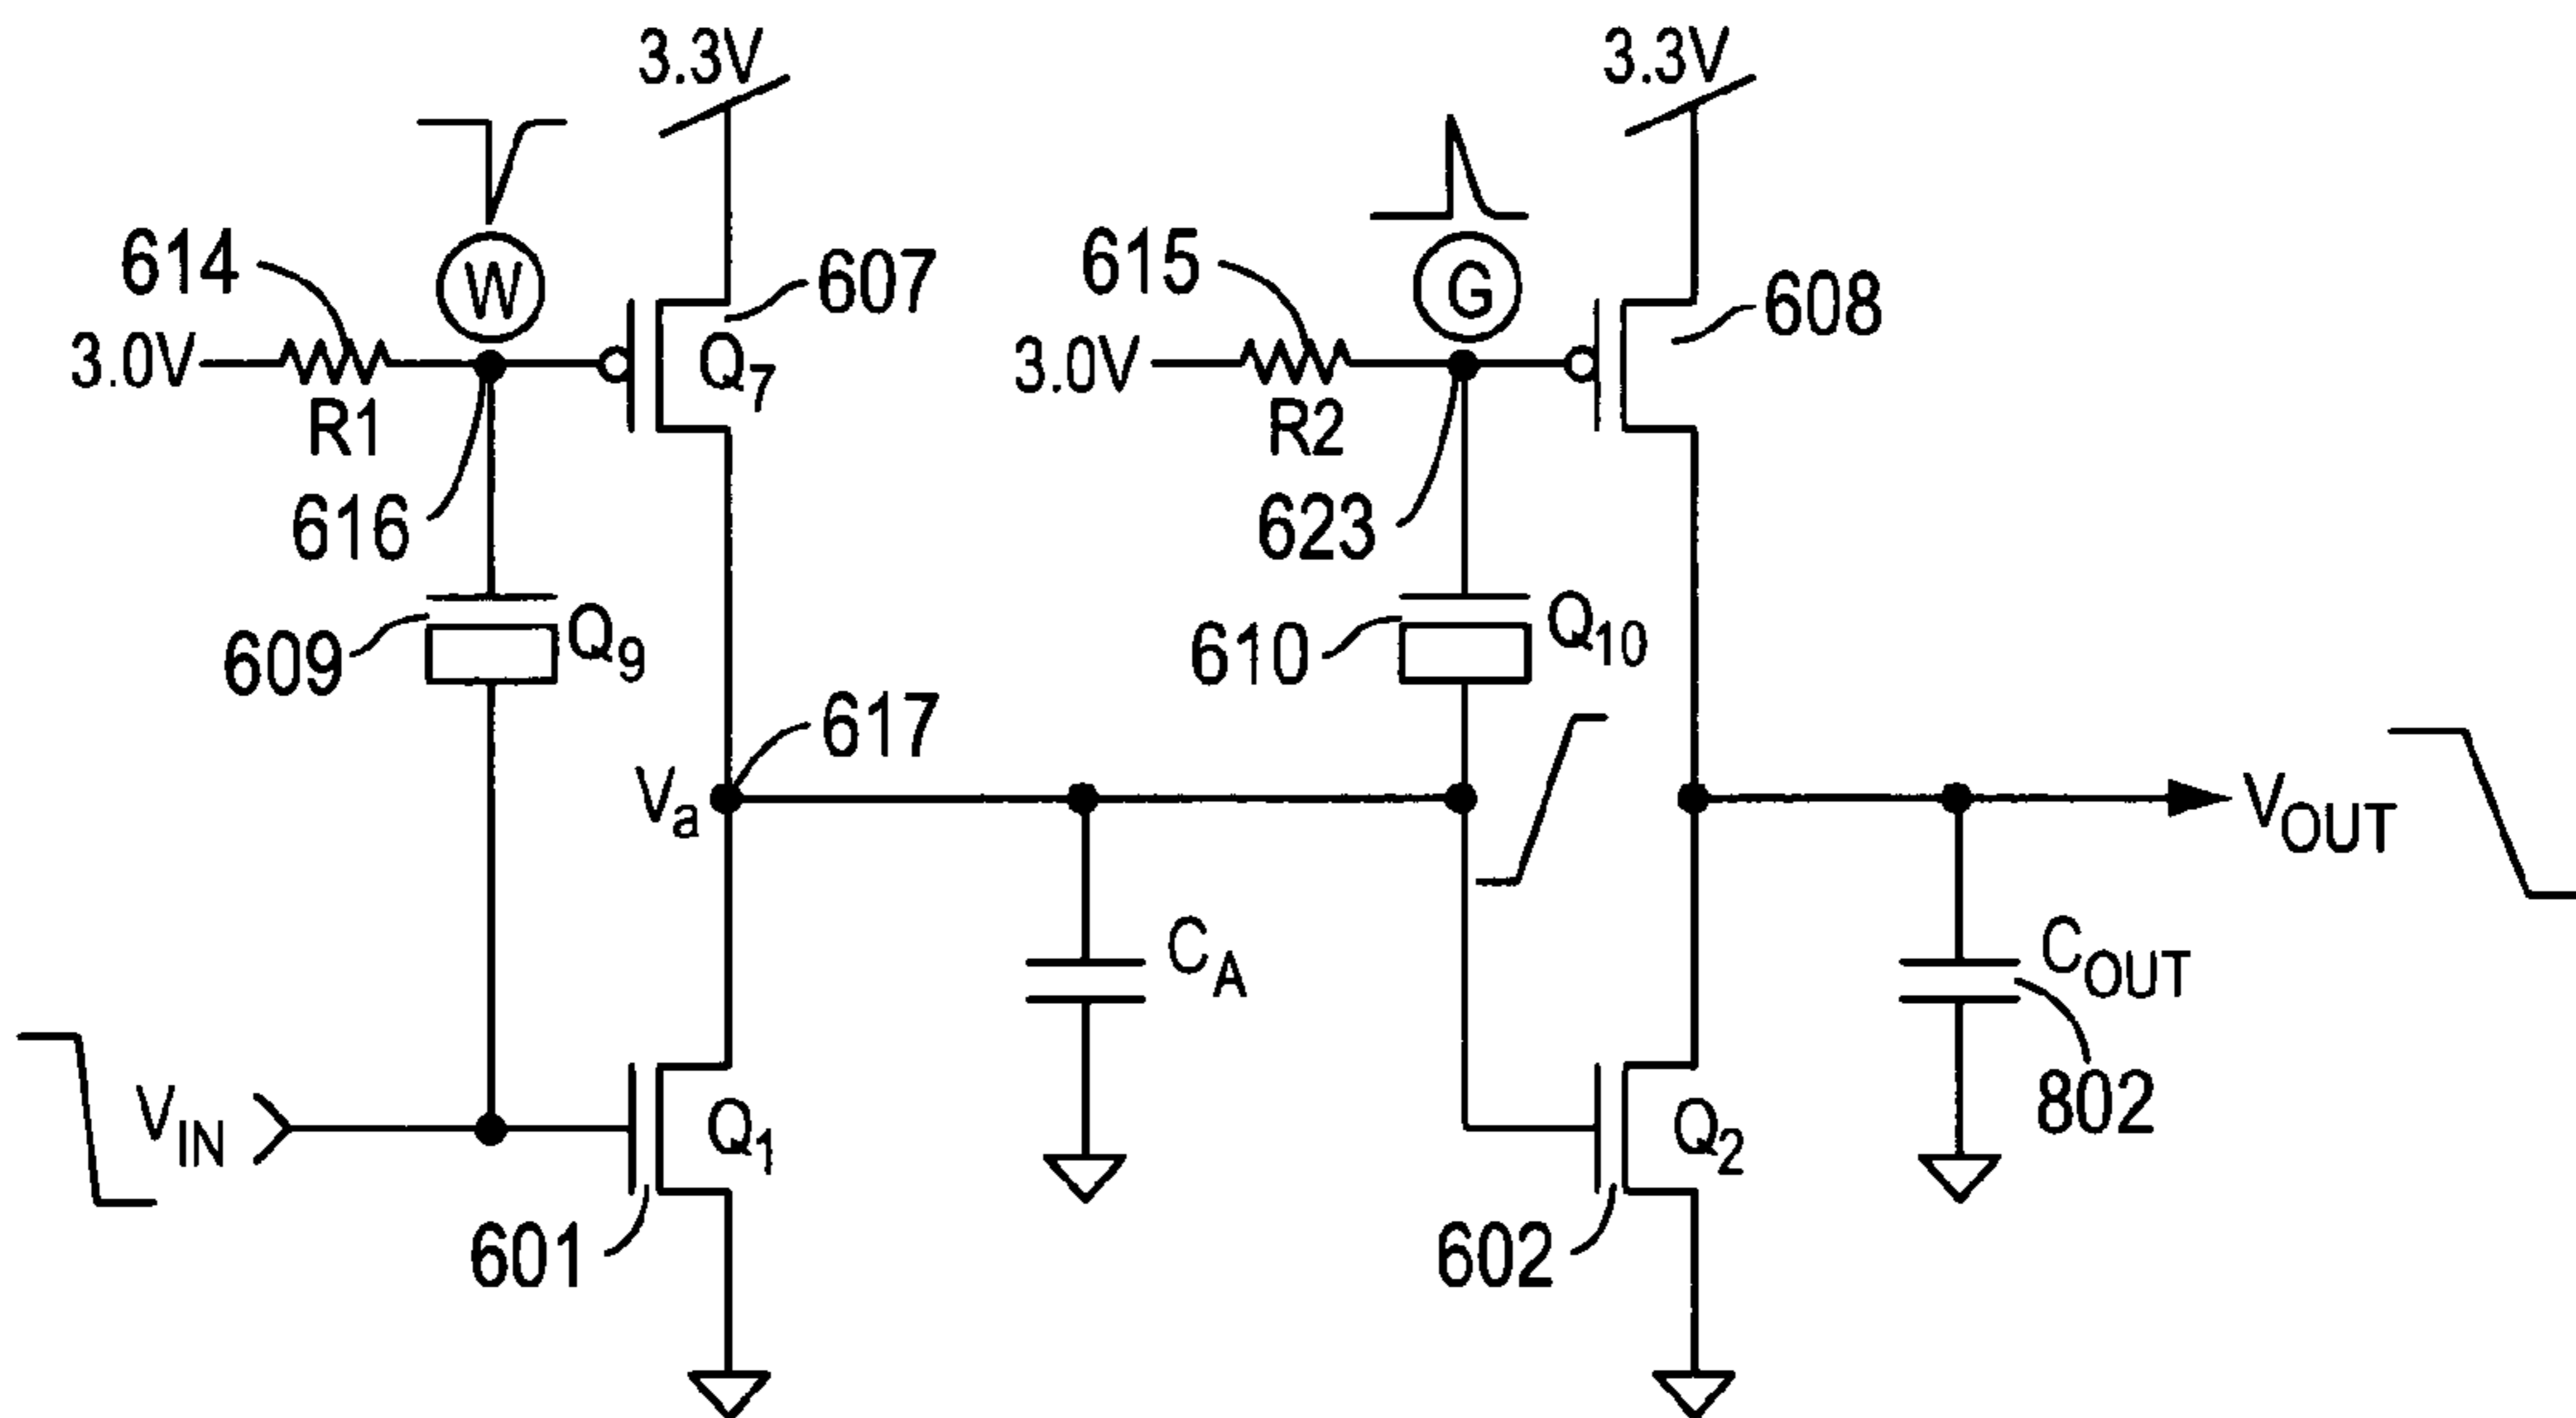 3.3V
3.3V
614
W
607
615
G
608
3.0V
R1
Q7
3.0V
R2
616
623
609
Q9
610
Q10
617
Va
VOUT
CA
COUT
VIN
Q1
Q2
802
601
602